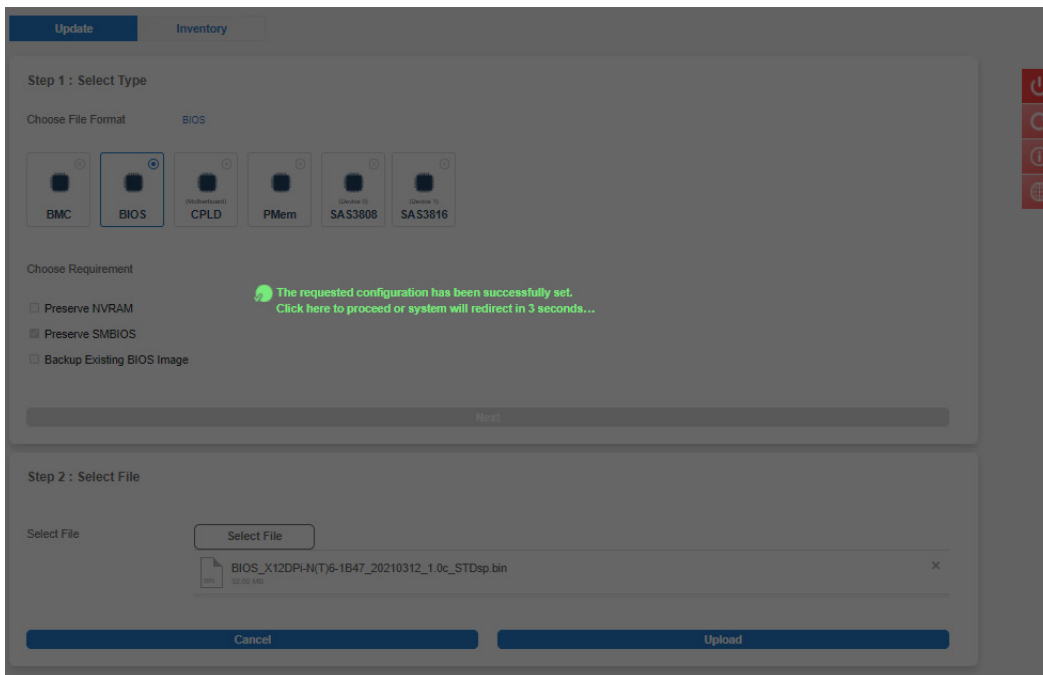 Update
Inventory
Step 1 : Select Type
Choose File Format
BIOS
BMC
BIOS
(Motherboard)
CPLD
PMem
(Device 0)
SAS3808
(Device 1)
SAS3816
Choose Requirement
The requested configuration has been successfully set.
Click here to proceed or system will redirect in 3 seconds...
Preserve NVRAM
Preserve SMBIOS
Backup Existing BIOS Image
Next
Step 2 : Select File
Select File
Select File
BIOS_X12DPi-N(T)6-1B47_20210312_1.0c_STDsp.bin
32.00 MB
Cancel
Upload